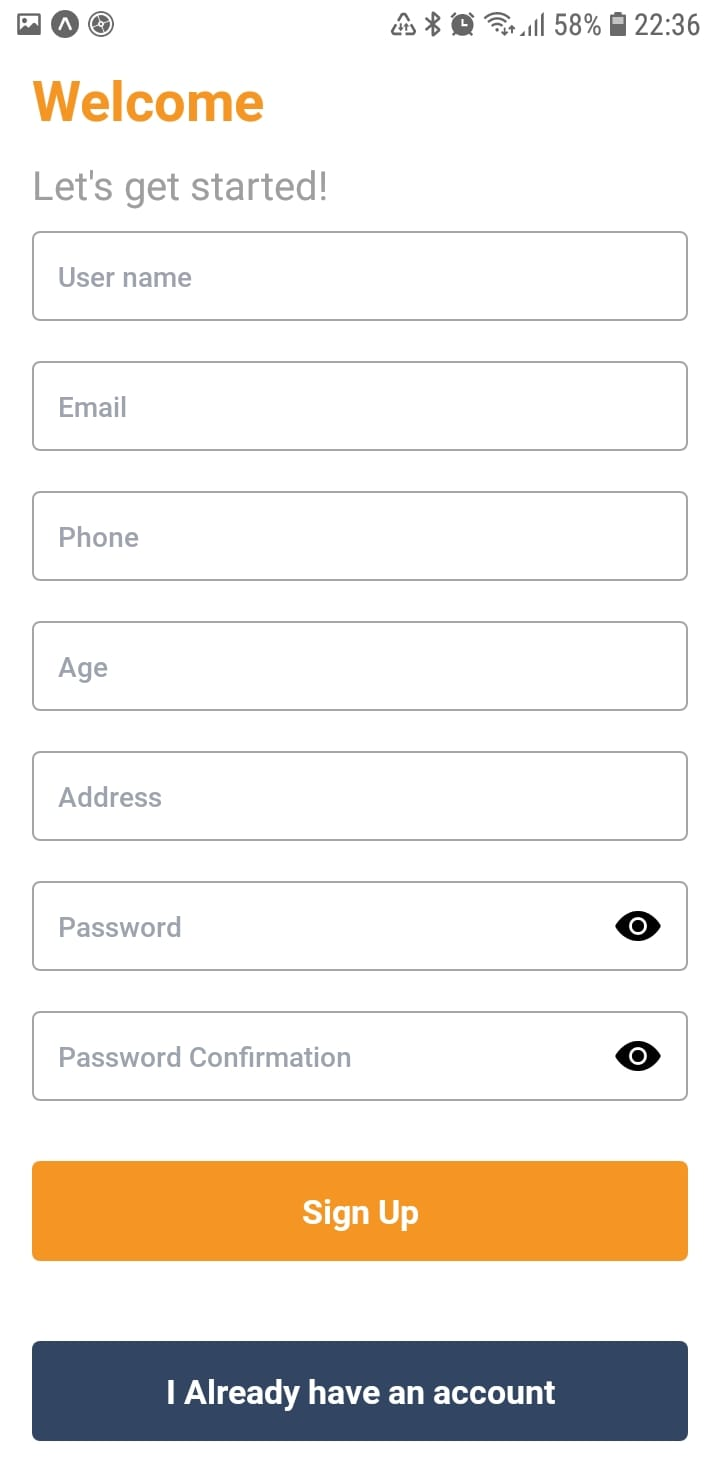 58% 22:36
Welcome
Let's get started!
User name
Email
Phone
Age
Address
Password
Password Confirmation
Sign Up
I Already have an account